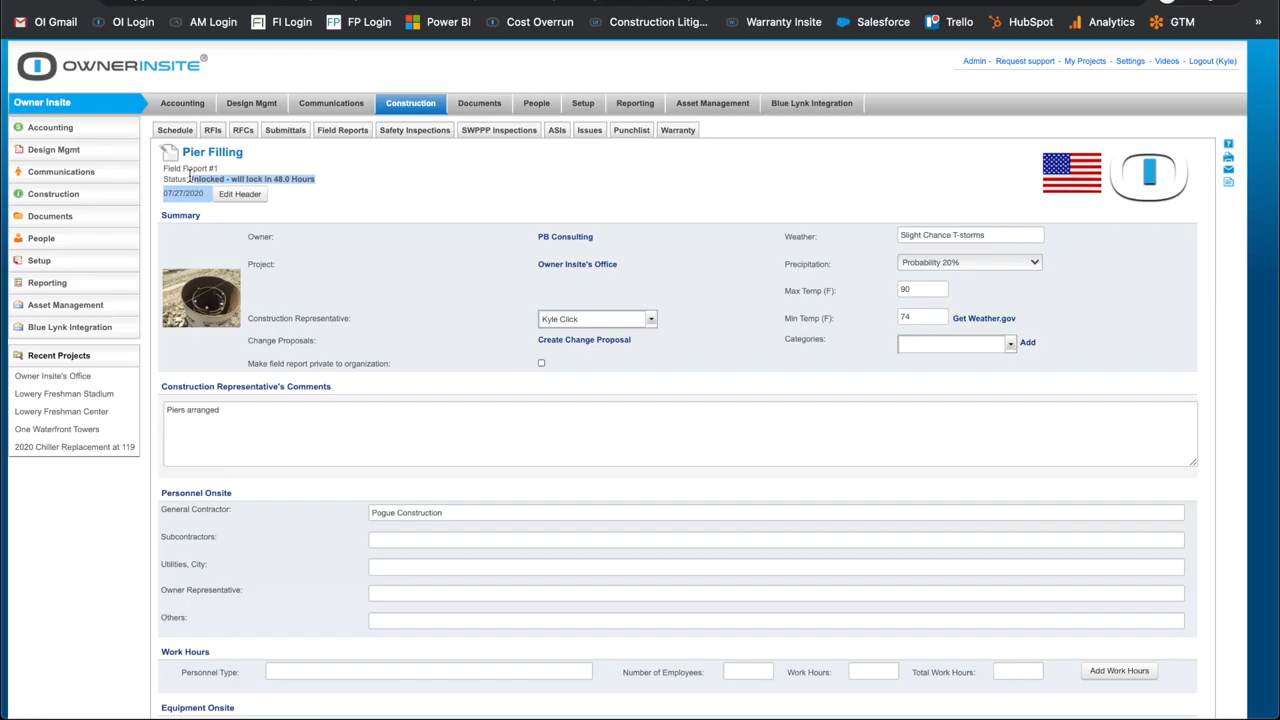 OI Gmail OI Login AM Login FI FI Login FP FP Login Power BI Cost Overrun Construction Litig... Warranty Insite Salesforce Trello HubSpot Analytics GTM »
OWNERINSITE®
Admin - Request support - My Projects - Settings - Videos - Logout (Kyle)
Owner Insite
Accounting Design Mgmt Communications Construction Documents People Setup Reporting Asset Management Blue Lynk Integration
Accounting
Design Mgmt
Communications
Construction
Documents
People
Setup
Reporting
Asset Management
Blue Lynk Integration
Recent Projects
Owner Insite's Office
Lowery Freshman Stadium
Lowery Freshman Center
One Waterfront Towers
2020 Chiller Replacement at 119
Schedule RFIs RFCs Submittals Field Reports Safety Inspections SWPPP Inspections ASIs Issues Punchlist Warranty
Pier Filling
Field Report #1
Status: Unlocked - will lock in 48.0 Hours
07/27/2020 Edit Header
Summary
Owner: PB Consulting Weather: Slight Chance T-storms
Project: Owner Insite's Office Precipitation: Probability 20%
Max Temp (F): 90
Construction Representative: Kyle Click Min Temp (F): 74 Get Weather.gov
Change Proposals: Create Change Proposal Categories: Add
Make field report private to organization:
Construction Representative's Comments
Piers arranged
Personnel Onsite
General Contractor: Pogue Construction
Subcontractors:
Utilities, City:
Owner Representative:
Others:
Work Hours
Personnel Type: Number of Employees: Work Hours: Total Work Hours: Add Work Hours
Equipment Onsite